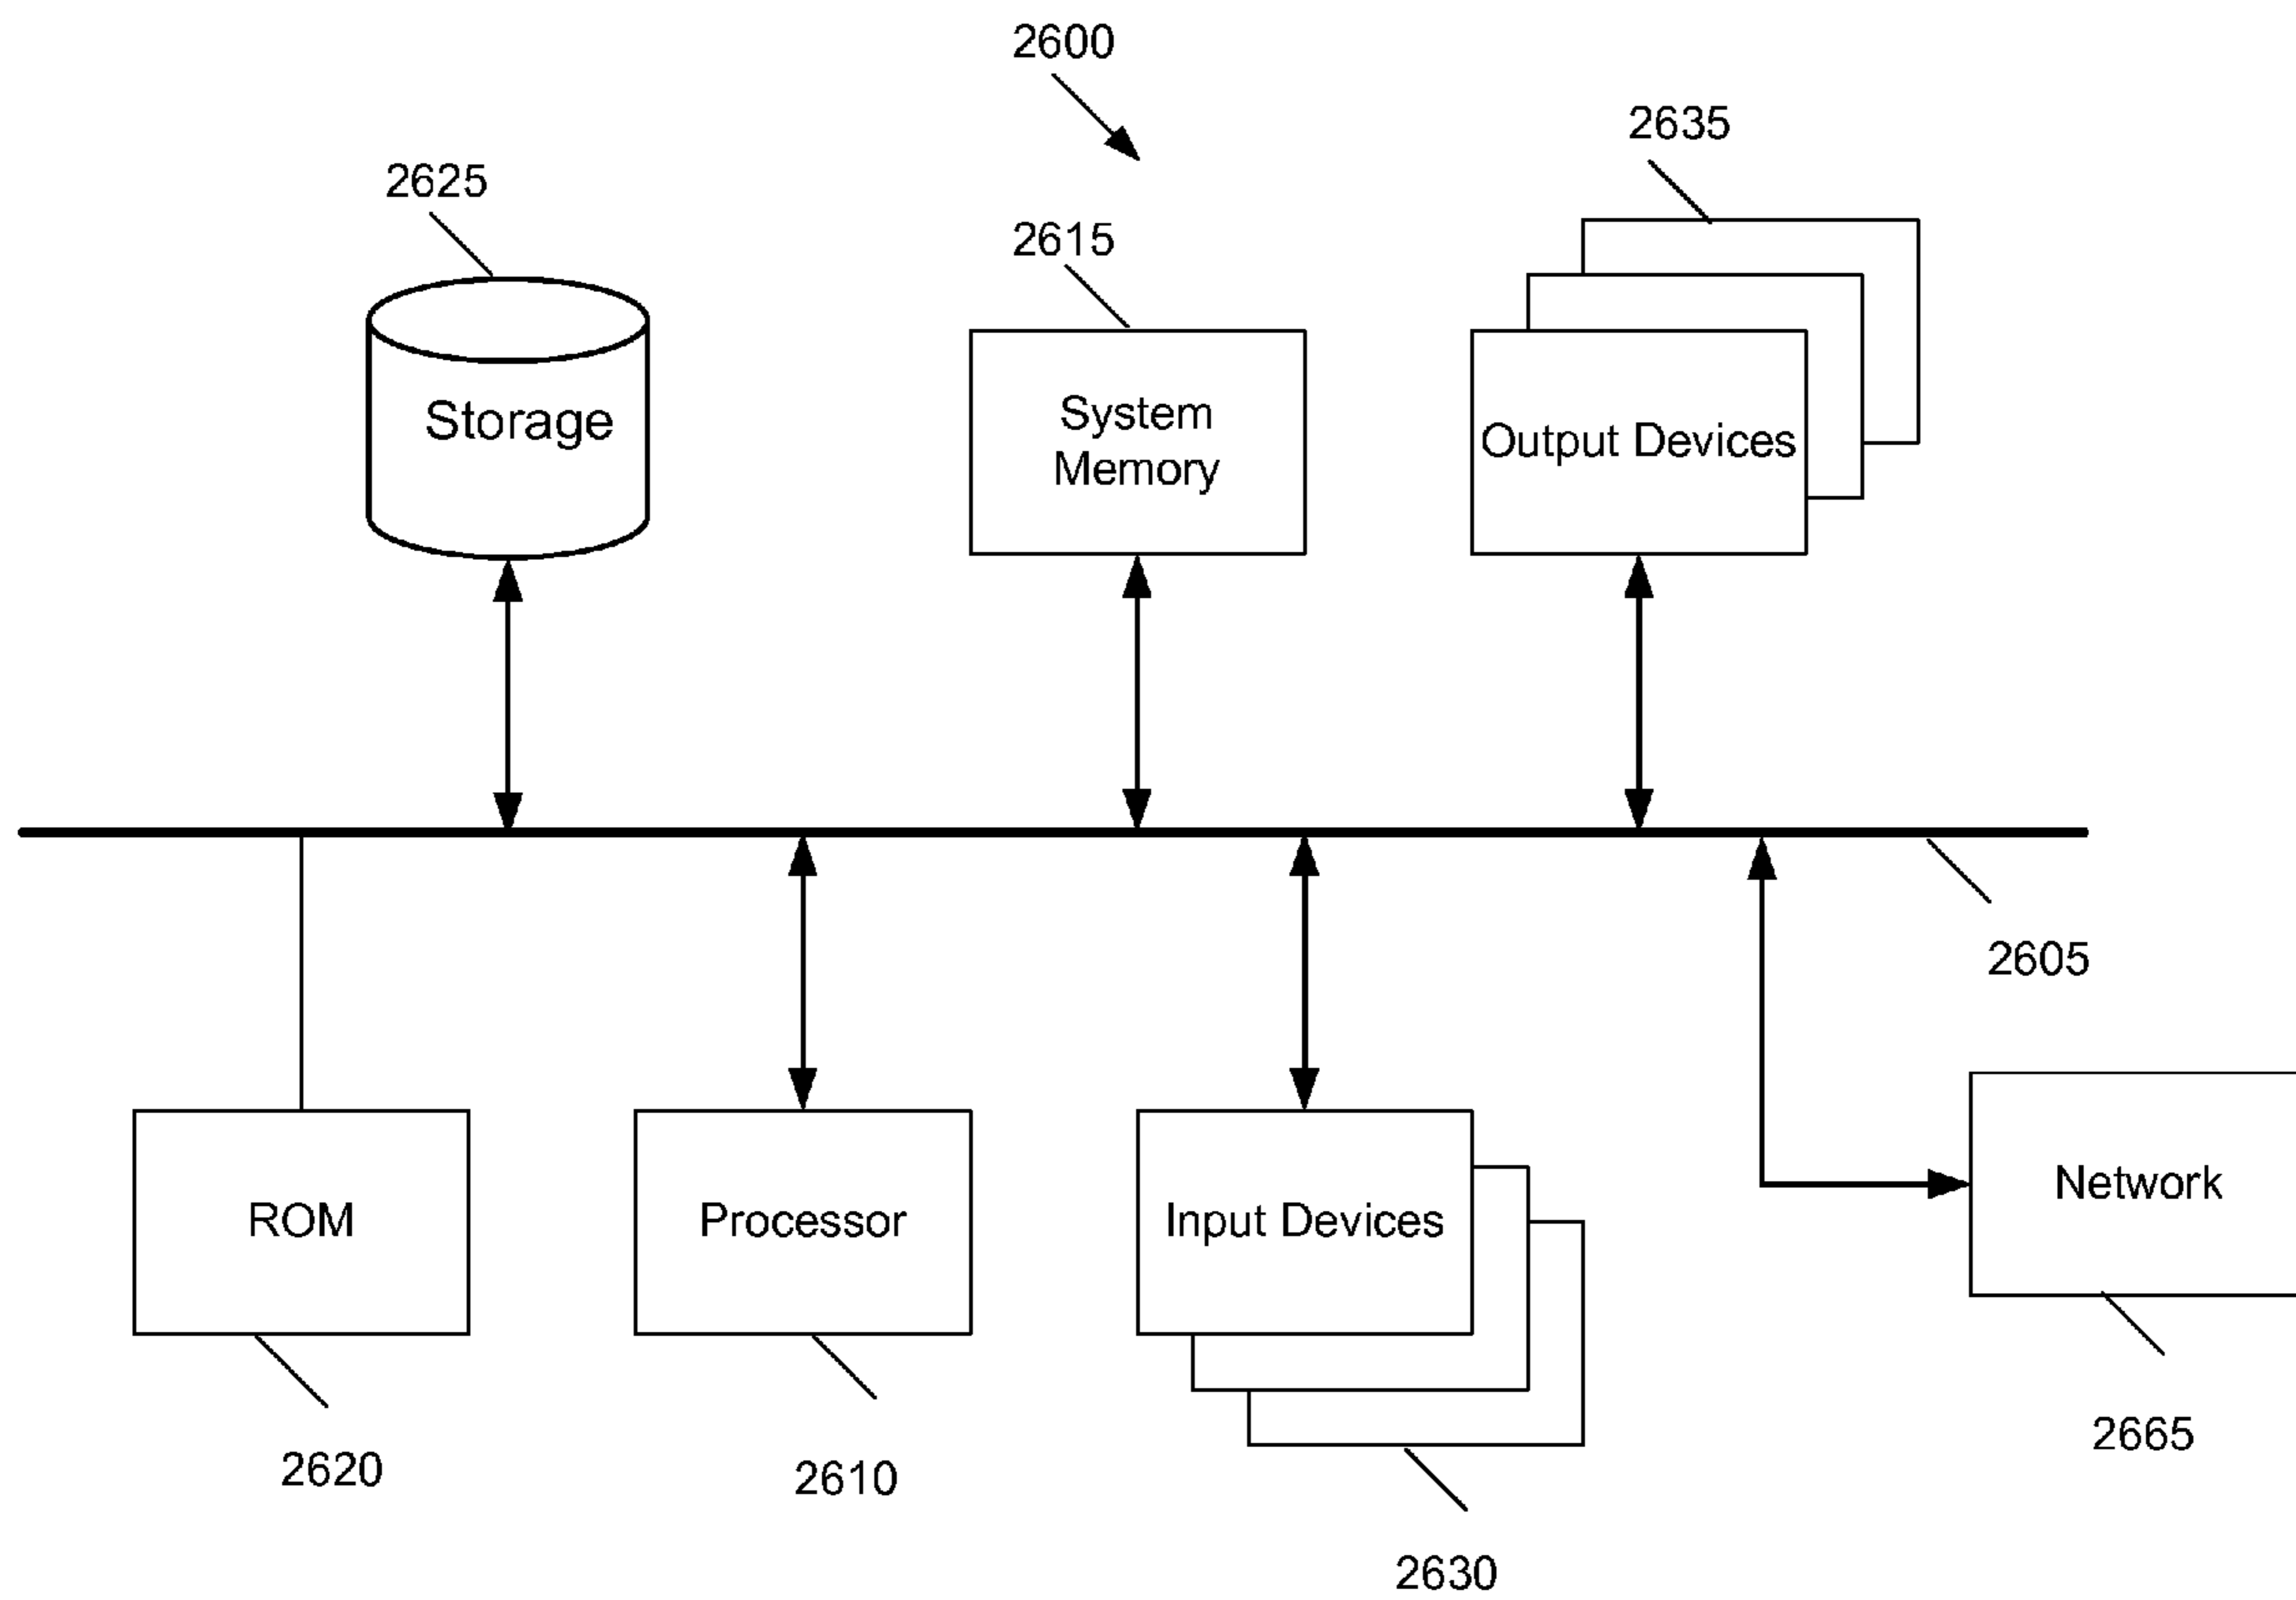 2600
2635
2625
2615
Storage
System
Memory
Output Devices
2605
ROM
Processor
Input Devices
Network
2620
2610
2665
2630